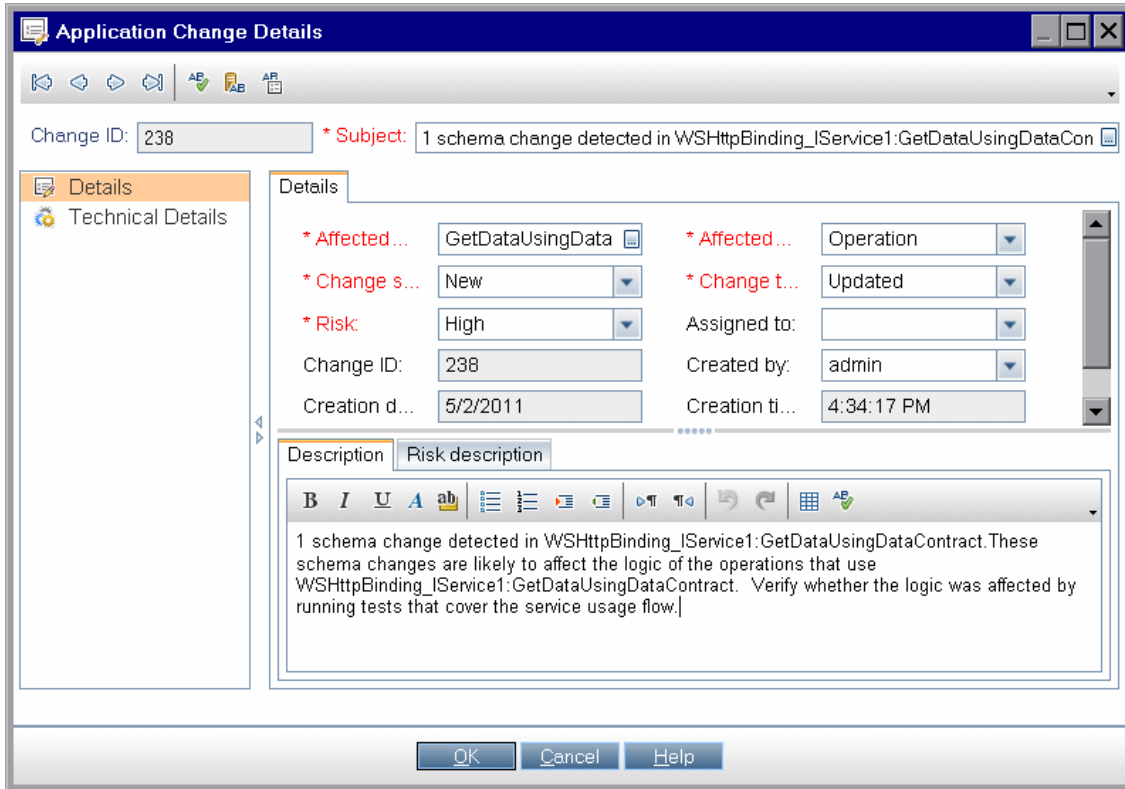 Application Change Details
Change ID: 238 * Subject: 1 schema change detected in WSHttpBinding_IService1:GetDataUsingDataCon
Details
Technical Details
Details
* Affected... GetDataUsingData * Affected... Operation
* Change s... New * Change t... Updated
* Risk: High Assigned to:
Change ID: 238 Created by: admin
Creation d... 5/2/2011 Creation ti... 4:34:17 PM
Description Risk description
B I U A ab
1 schema change detected in WSHttpBinding_IService1:GetDataUsingDataContract.These
schema changes are likely to affect the logic of the operations that use
WSHttpBinding_IService1:GetDataUsingDataContract. Verify whether the logic was affected by
running tests that cover the service usage flow.
OK Cancel Help